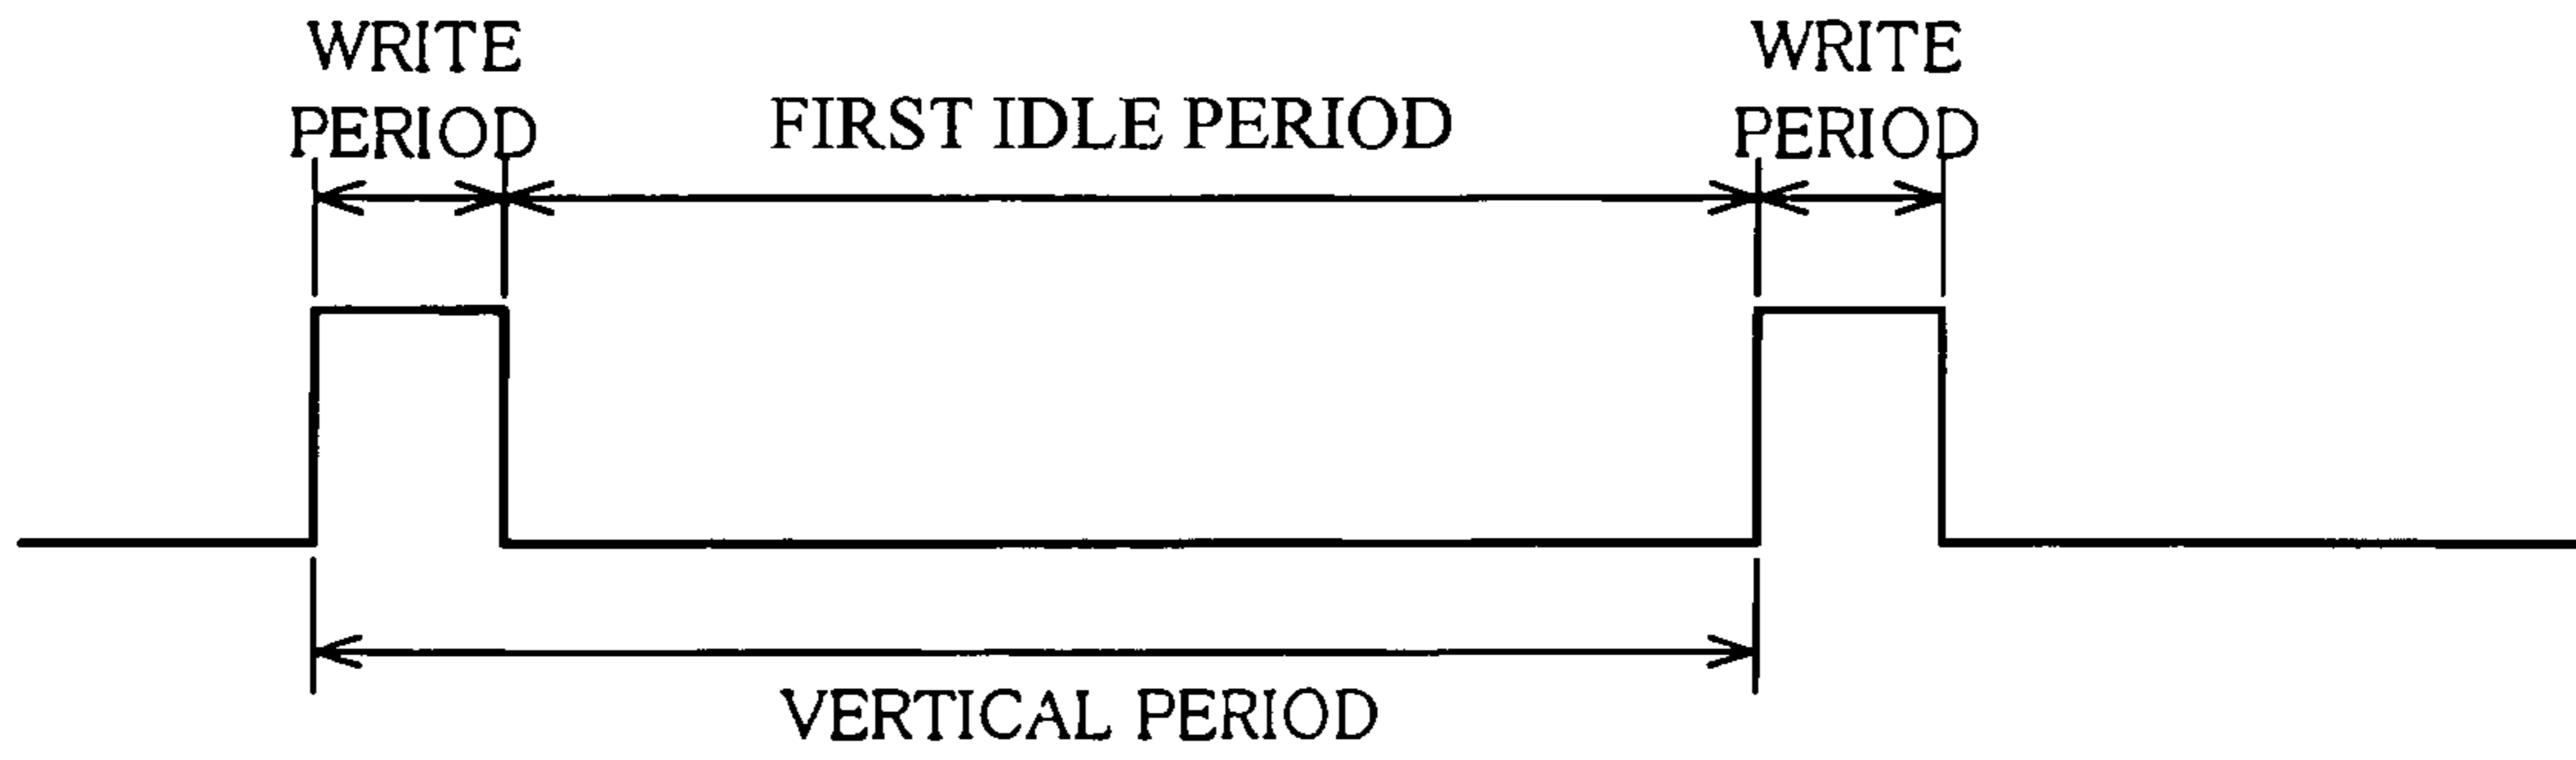 WRITE
PERIOD
FIRST IDLE PERIOD
WRITE
PERIOD
VERTICAL PERIOD